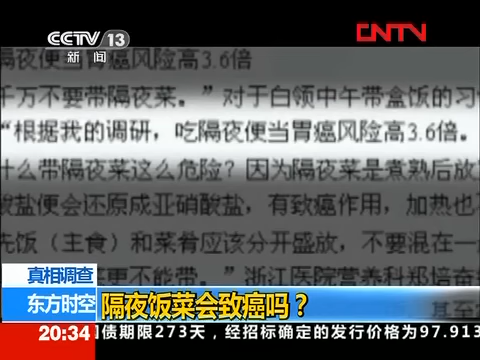 CCTV 13
新闻
CNTV
隔夜便当胃癌风险高3.6倍
千万不要带隔夜菜。”对于白领中午带盒饭的习
“根据我的调研，吃隔夜便当胃癌风险高3.6倍。
什么带隔夜菜这么危险？因为隔夜菜是煮熟后放
酸盐便会还原成亚硝酸盐，有致癌作用，加热也不
先饭（主食）和菜肴应该分开盛放，不要混在一
更不能带。”浙江医院营养科郑培奋
真相调查
东方时空
隔夜饭菜会致癌吗？
20:34
债期限273天，经招标确定的发行价格为97.913